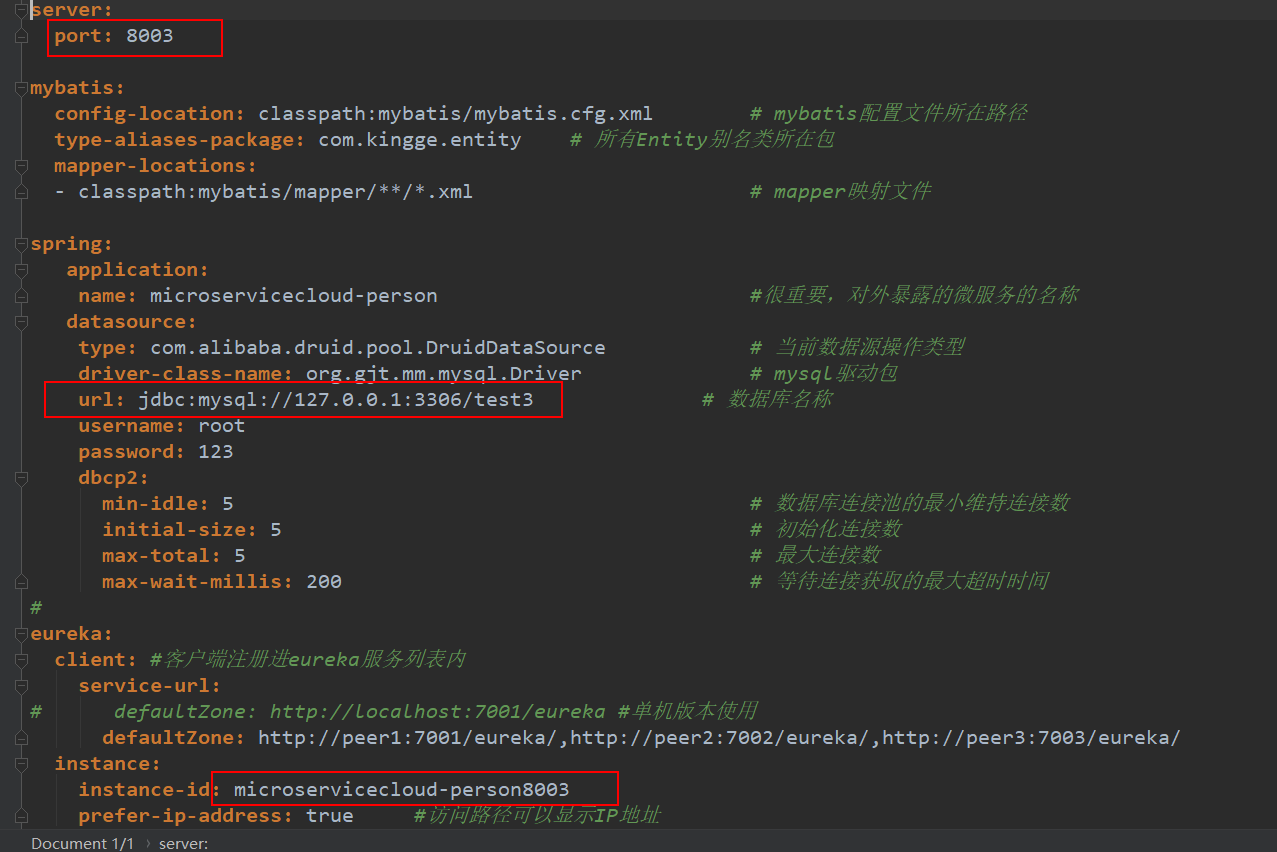 server:
  port: 8003

mybatis:
  config-location: classpath:mybatis/mybatis.cfg.xml        # mybatis配置文件所在路径
  type-aliases-package: com.kingge.entity    # 所有Entity别名类所在包
  mapper-locations:
  - classpath:mybatis/mapper/**/*.xml                       # mapper映射文件

spring:
   application:
    name: microservicecloud-person                          #很重要，对外暴露的微服务的名称
   datasource:
    type: com.alibaba.druid.pool.DruidDataSource            # 当前数据源操作类型
    driver-class-name: org.gjt.mm.mysql.Driver              # mysql驱动包
    url: jdbc:mysql://127.0.0.1:3306/test3              # 数据库名称
    username: root
    password: 123
    dbcp2:
      min-idle: 5                                           # 数据库连接池的最小维持连接数
      initial-size: 5                                       # 初始化连接数
      max-total: 5                                          # 最大连接数
      max-wait-millis: 200                                  # 等待连接获取的最大超时时间
#
eureka:
  client: #客户端注册进eureka服务列表内
    service-url:
#      defaultZone: http://localhost:7001/eureka #单机版本使用
      defaultZone: http://peer1:7001/eureka/,http://peer2:7002/eureka/,http://peer3:7003/eureka/
  instance:
    instance-id: microservicecloud-person8003
    prefer-ip-address: true     #访问路径可以显示IP地址
Document 1/1 › server: